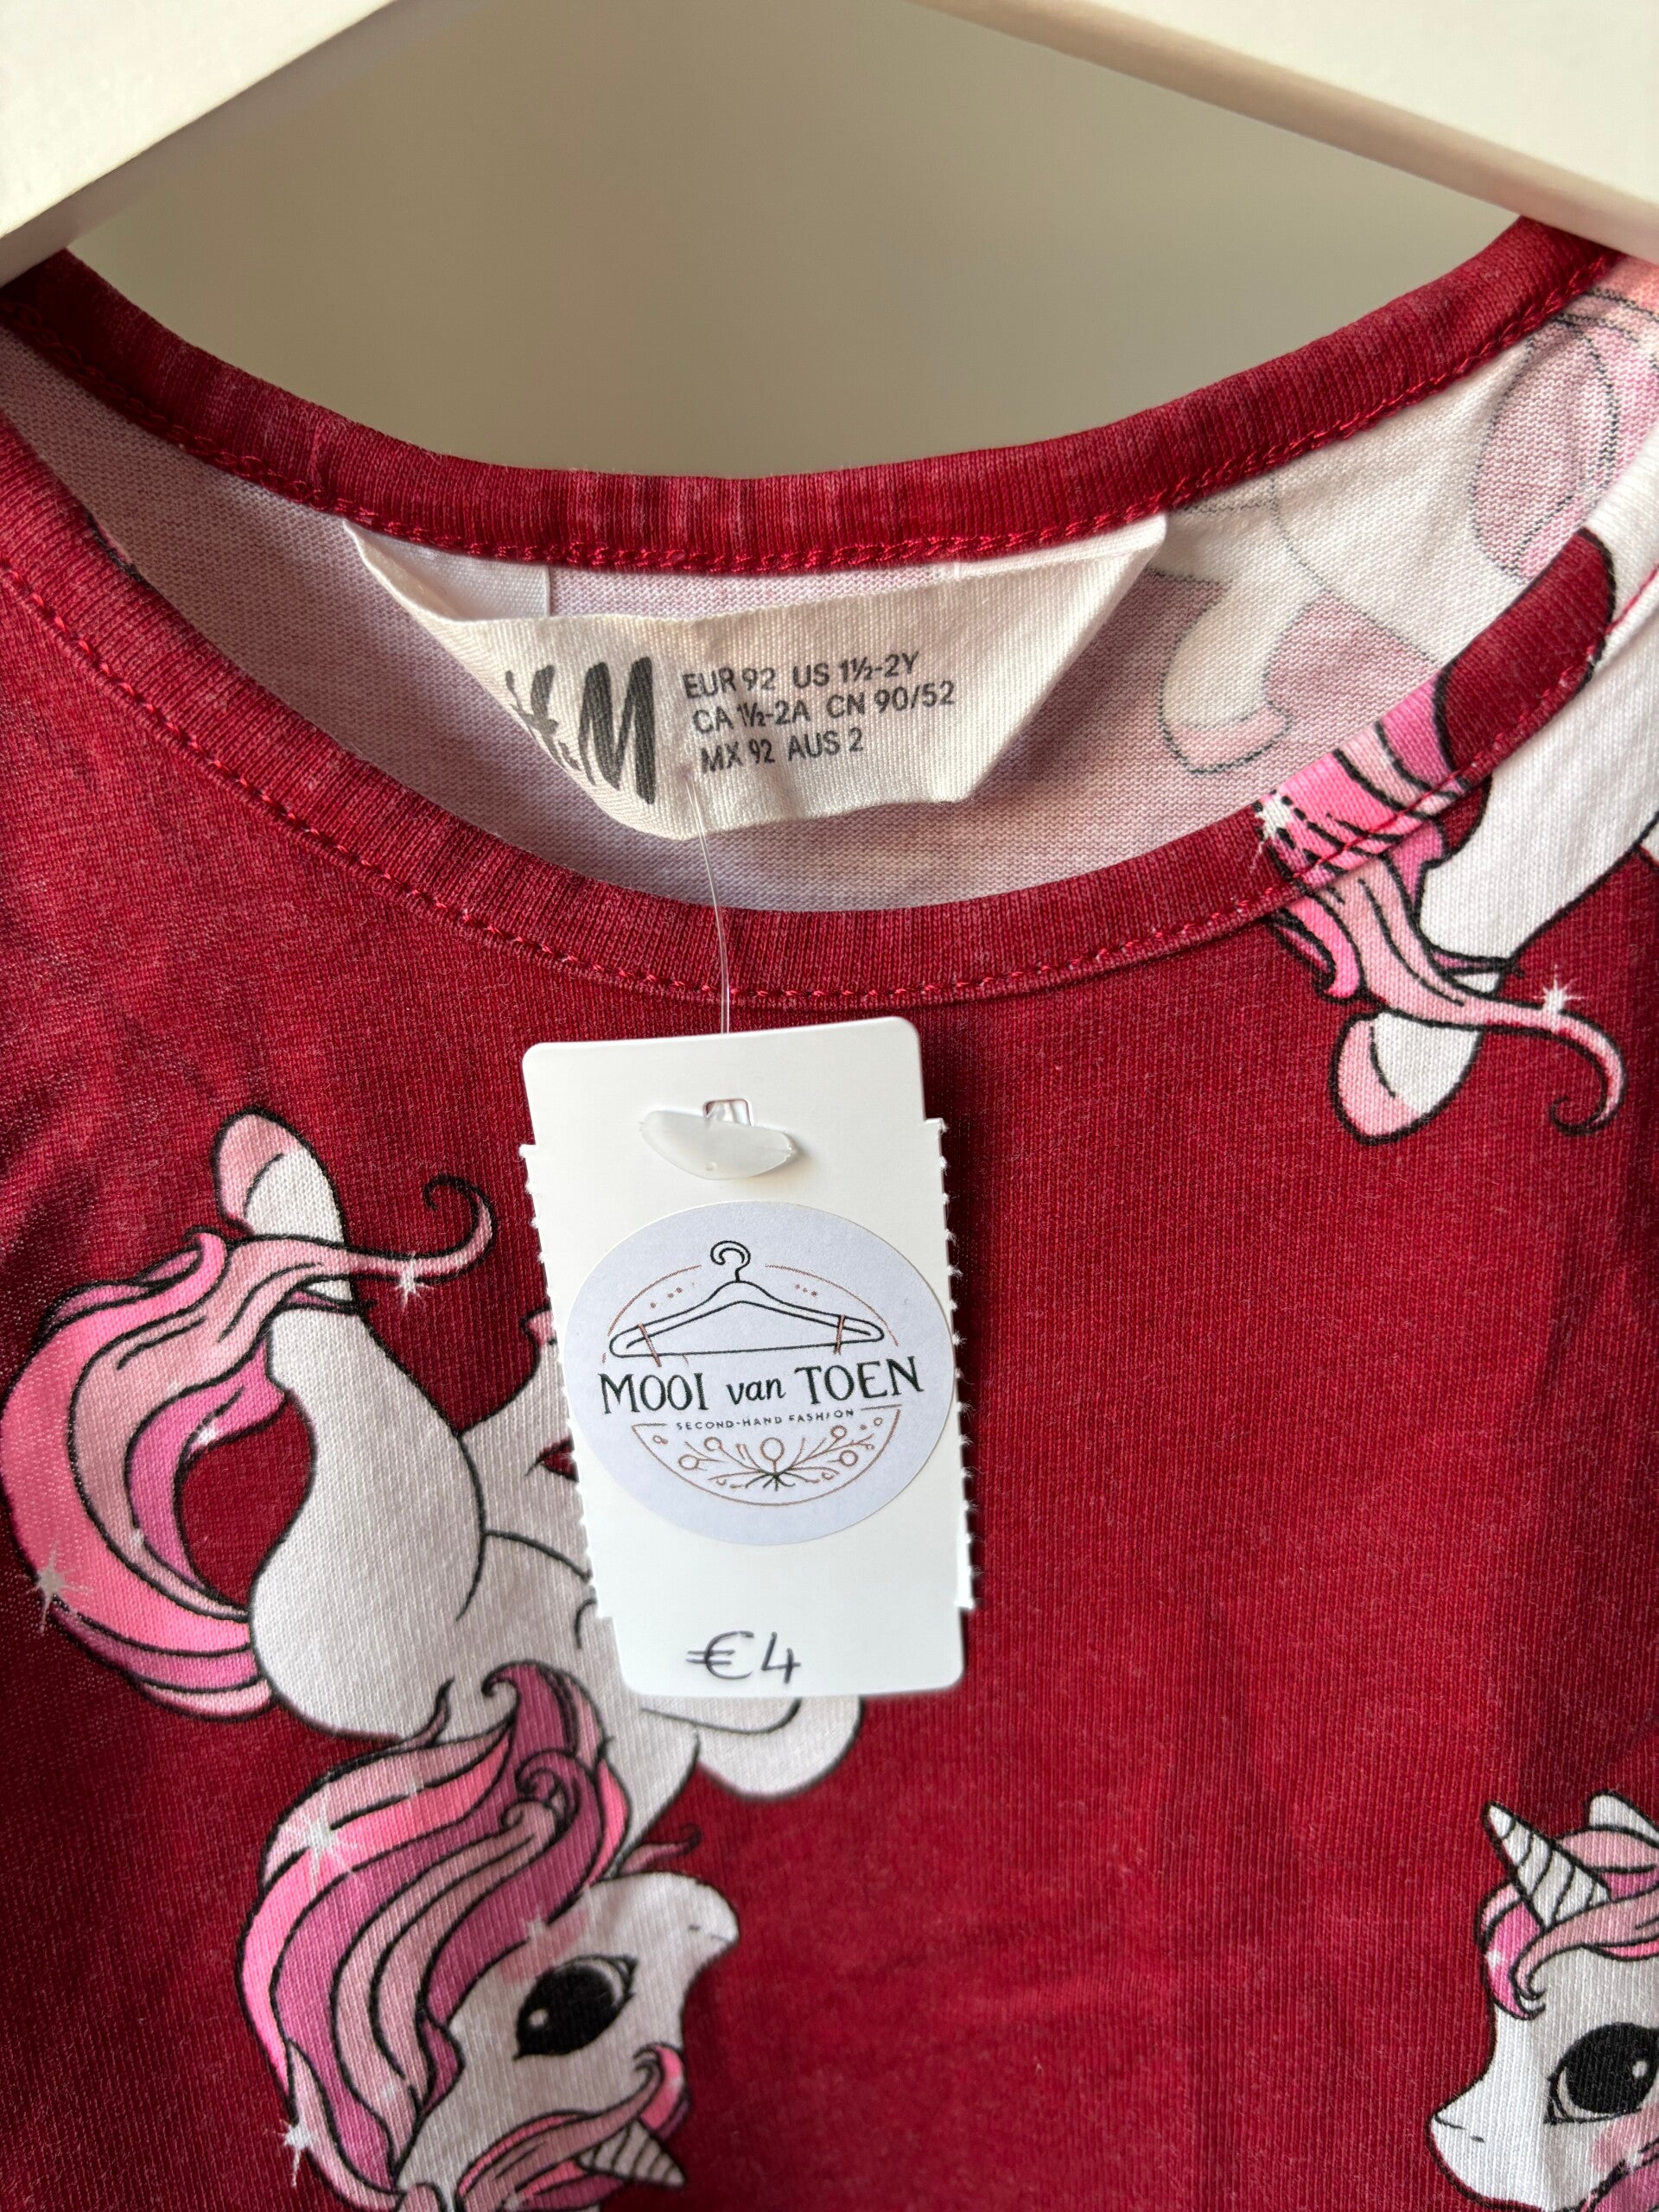 H&M
EUR 92 US 1½-2Y
CA 1½-2A CN 90/52
MX 92 AUS 2
MOOI van TOEN
SECOND-HAND FASHION
€4